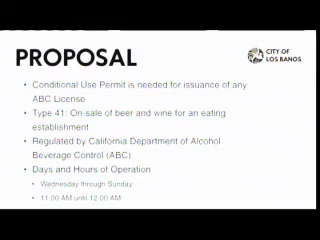 PROPOSAL
CITY OF
LOS BANOS
• Conditional Use Permit is needed for issuance of any
ABC License
• Type 41: On-sale of beer and wine for an eating
establishment
• Regulated by California Department of Alcohol
Beverage Control (ABC)
• Days and Hours of Operation
• Wednesday through Sunday
• 11:00 AM until 12:00 AM